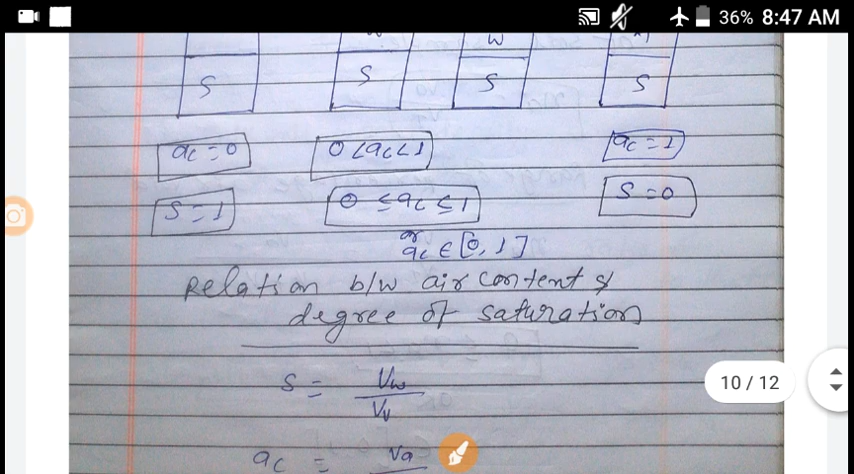 36% 8:47 AM
W
S S S S
ac = 0 0 < ac < 1 ac = 1
S = 1 0 ≤ ac ≤ 1 S = 0
or
ac ∈ [0, 1]
Relation b/w air content &
degree of saturation
S = Vw / Vv
10 / 12
ac = Va